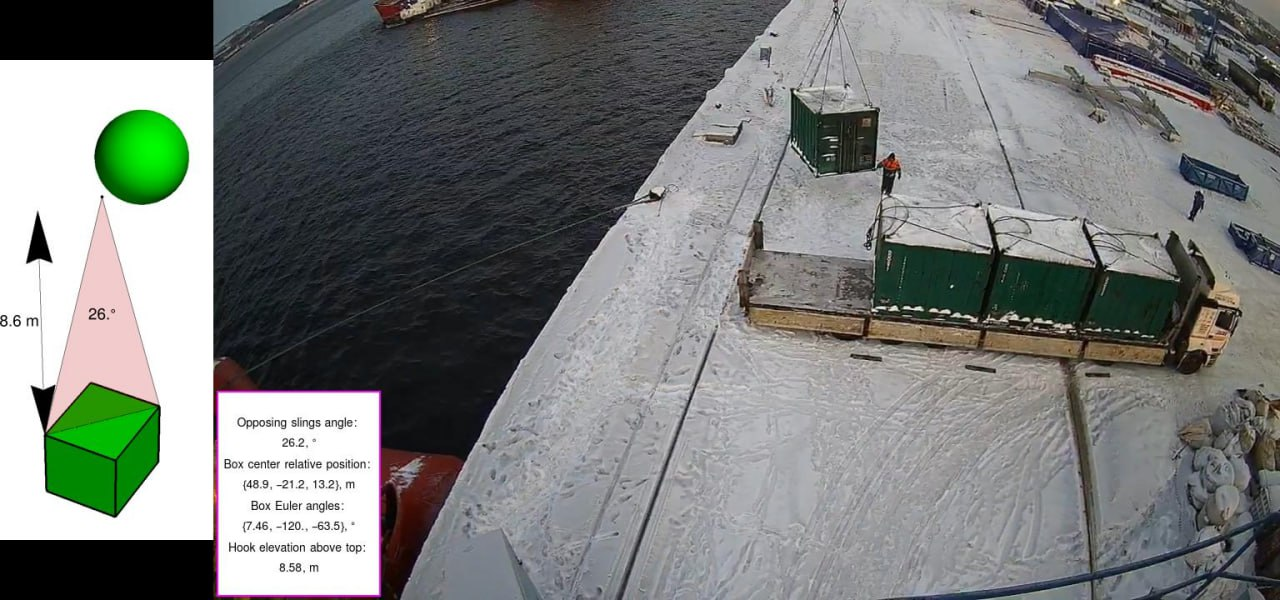 8.6 m
26.°
Opposing slings angle:
26.2, °
Box center relative position:
{48.9, −21.2, 13.2}, m
Box Euler angles:
{7.46, −120., −63.5}, °
Hook elevation above top:
8.58, m